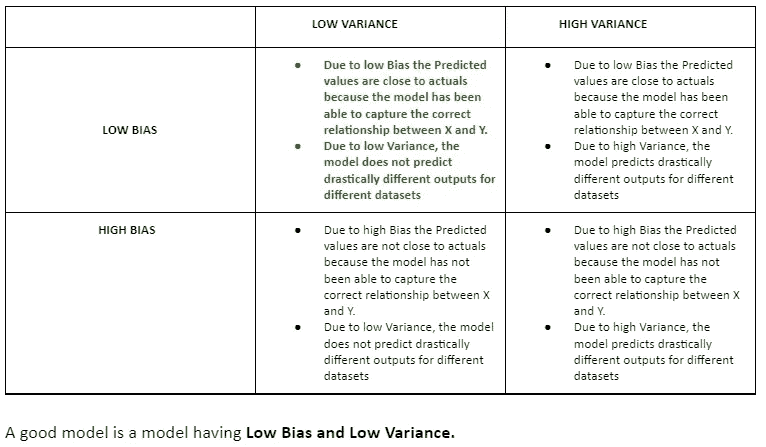 LOW VARIANCE
HIGH VARIANCE
LOW BIAS
● Due to low Bias the Predicted
values are close to actuals
because the model has been
able to capture the correct
relationship between X and Y.
● Due to low Variance, the
model does not predict
drastically different outputs for
different datasets
● Due to low Bias the Predicted
values are close to actuals
because the model has been
able to capture the correct
relationship between X and Y.
● Due to high Variance, the
model predicts drastically
different outputs for different
datasets
HIGH BIAS
● Due to high Bias the Predicted
values are not close to actuals
because the model has not
been able to capture the
correct relationship between X
and Y.
● Due to low Variance, the model
does not predict drastically
different outputs for different
datasets
● Due to high Bias the Predicted
values are not close to actuals
because the model has not
been able to capture the
correct relationship between X
and Y.
● Due to high Variance, the
model predicts drastically
different outputs for different
datasets
A good model is a model having Low Bias and Low Variance.